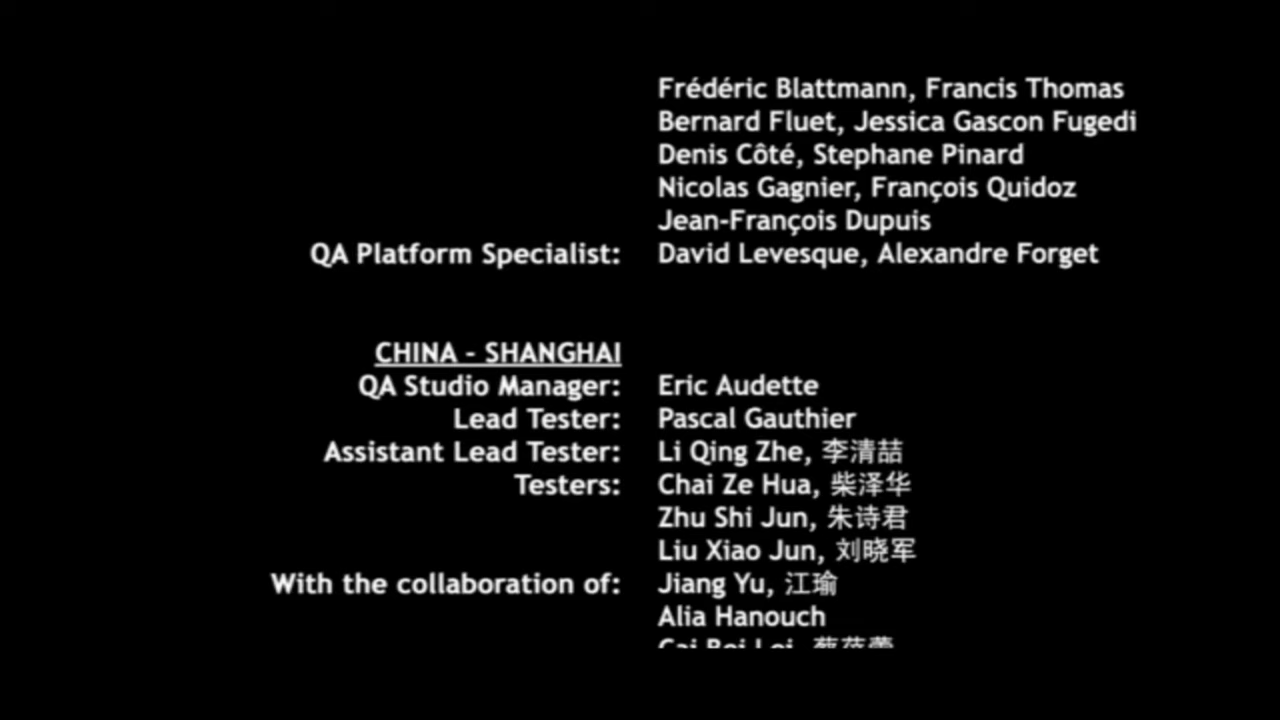 Frédéric Blattmann, Francis Thomas
Bernard Fluet, Jessica Gascon Fugedi
Denis Côté, Stephane Pinard
Nicolas Gagnier, François Quidoz
Jean-François Dupuis
QA Platform Specialist: David Levesque, Alexandre Forget
CHINA - SHANGHAI
QA Studio Manager: Eric Audette
Lead Tester: Pascal Gauthier
Assistant Lead Tester: Li Qing Zhe, 李清喆
Testers: Chai Ze Hua, 柴泽华
Zhu Shi Jun, 朱诗君
Liu Xiao Jun, 刘晓军
With the collaboration of: Jiang Yu, 江瑜
Alia Hanouch